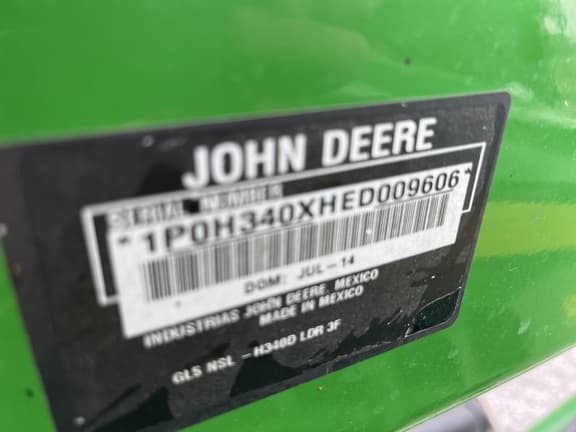 JOHN DEERE
SERIAL NUMBER
*1P0H340XHED009606*
DOM: JUL-14
INDUSTRIAS JOHN DEERE, MEXICO
MADE IN MEXICO
GLS NSL - H340D LDR 3F